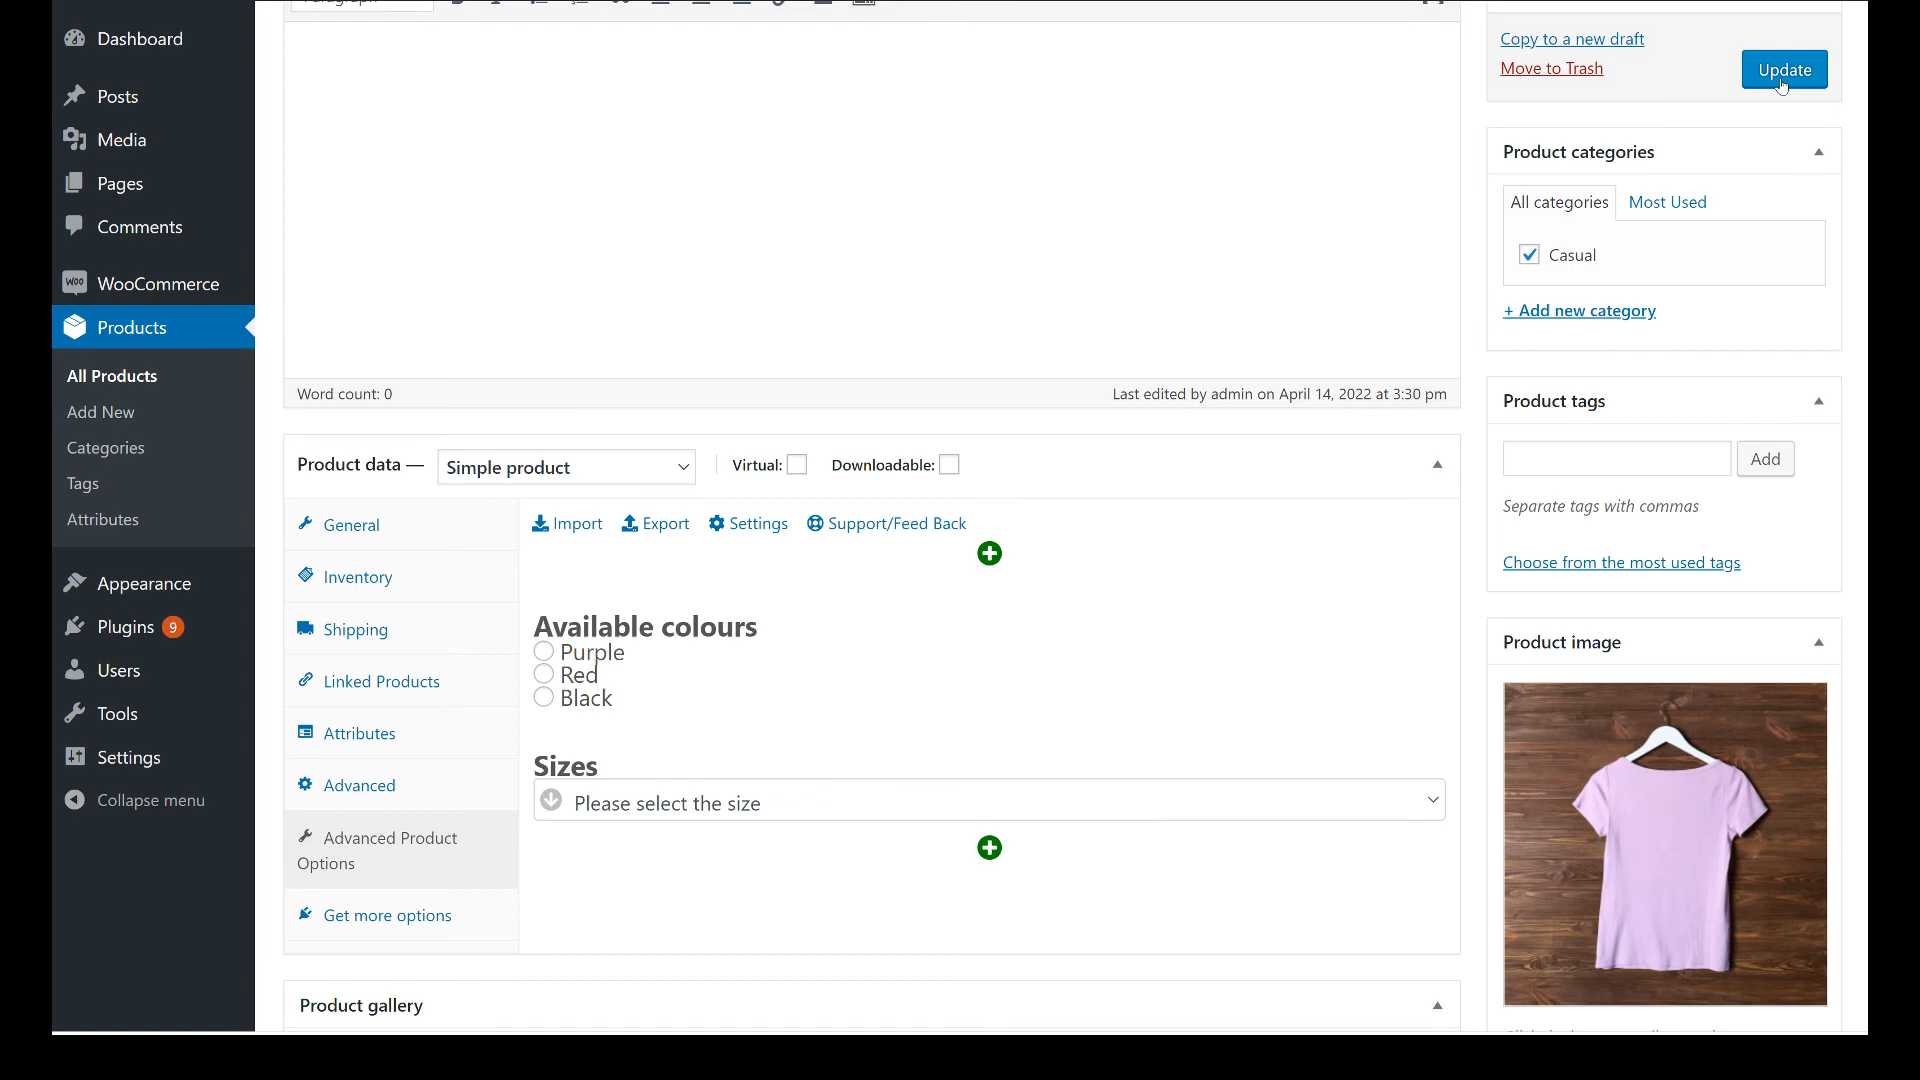 Dashboard
Posts
Media
Pages
Comments
WOO WooCommerce
Products
All Products
Add New
Categories
Tags
Attributes
Appearance
Plugins 9
Users
Tools
Settings
Collapse menu
Paragraph
Word count: 0
Last edited by admin on April 14, 2022 at 3:30 pm
Product data — Simple product Virtual: Downloadable:
General
Inventory
Shipping
Linked Products
Attributes
Advanced
Advanced Product
Options
Get more options
Import Export Settings Support/Feed Back
Available colours
Purple
Red
Black
Sizes
Please select the size
Product gallery
Copy to a new draft
Move to Trash
Update
Product categories
All categories Most Used
Casual
+ Add new category
Product tags
Add
Separate tags with commas
Choose from the most used tags
Product image